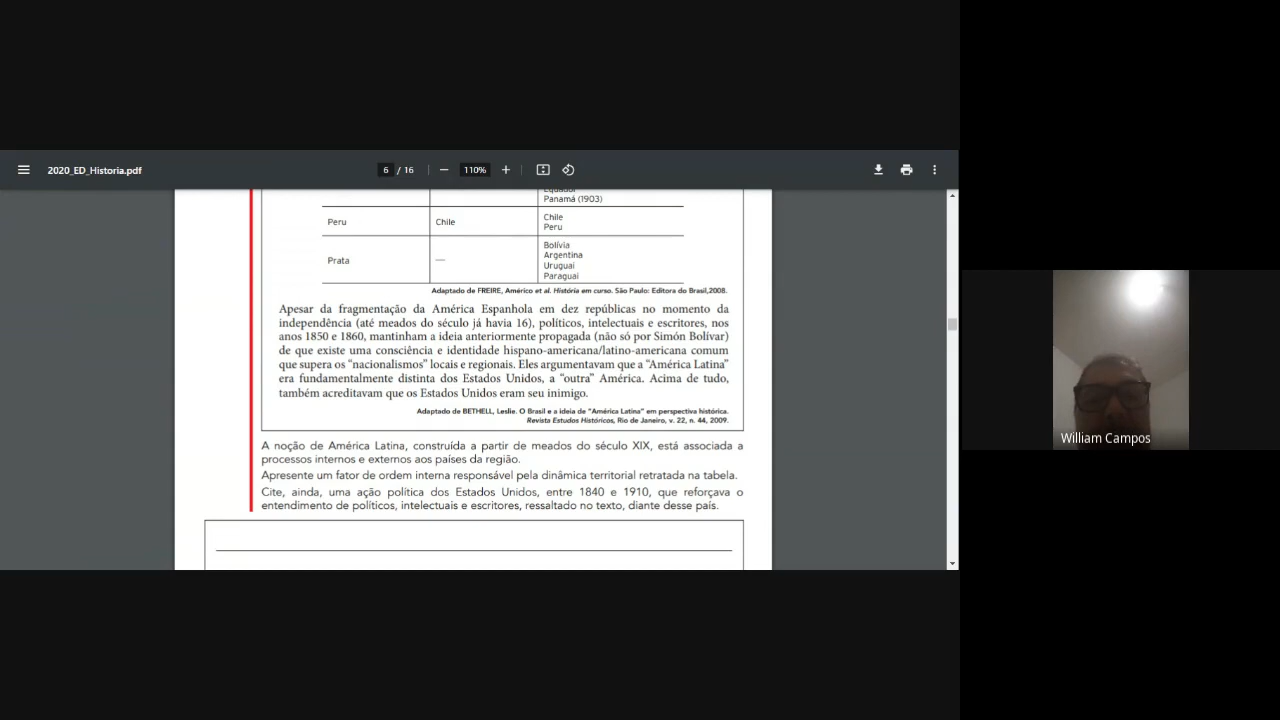 2020_ED_Historia.pdf
6 / 16
110%
Equador
Panamá (1903)
Peru
Chile
Chile
Peru
Prata
—
Bolívia
Argentina
Uruguai
Paraguai
Adaptado de FREIRE, Américo et al. História em curso. São Paulo: Editora do Brasil,2008.
Apesar da fragmentação da América Espanhola em dez repúblicas no momento da
independência (até meados do século já havia 16), políticos, intelectuais e escritores, nos
anos 1850 e 1860, mantinham a ideia anteriormente propagada (não só por Simón Bolívar)
de que existe uma consciência e identidade hispano-americana/latino-americana comum
que supera os “nacionalismos” locais e regionais. Eles argumentavam que a “América Latina”
era fundamentalmente distinta dos Estados Unidos, a “outra” América. Acima de tudo,
também acreditavam que os Estados Unidos eram seu inimigo.
Adaptado de BETHELL, Leslie. O Brasil e a ideia de “América Latina” em perspectiva histórica.
Revista Estudos Históricos, Rio de Janeiro, v. 22, n. 44, 2009.
A noção de América Latina, construída a partir de meados do século XIX, está associada a
processos internos e externos aos países da região.
Apresente um fator de ordem interna responsável pela dinâmica territorial retratada na tabela.
Cite, ainda, uma ação política dos Estados Unidos, entre 1840 e 1910, que reforçava o
entendimento de políticos, intelectuais e escritores, ressaltado no texto, diante desse país.
William Campos